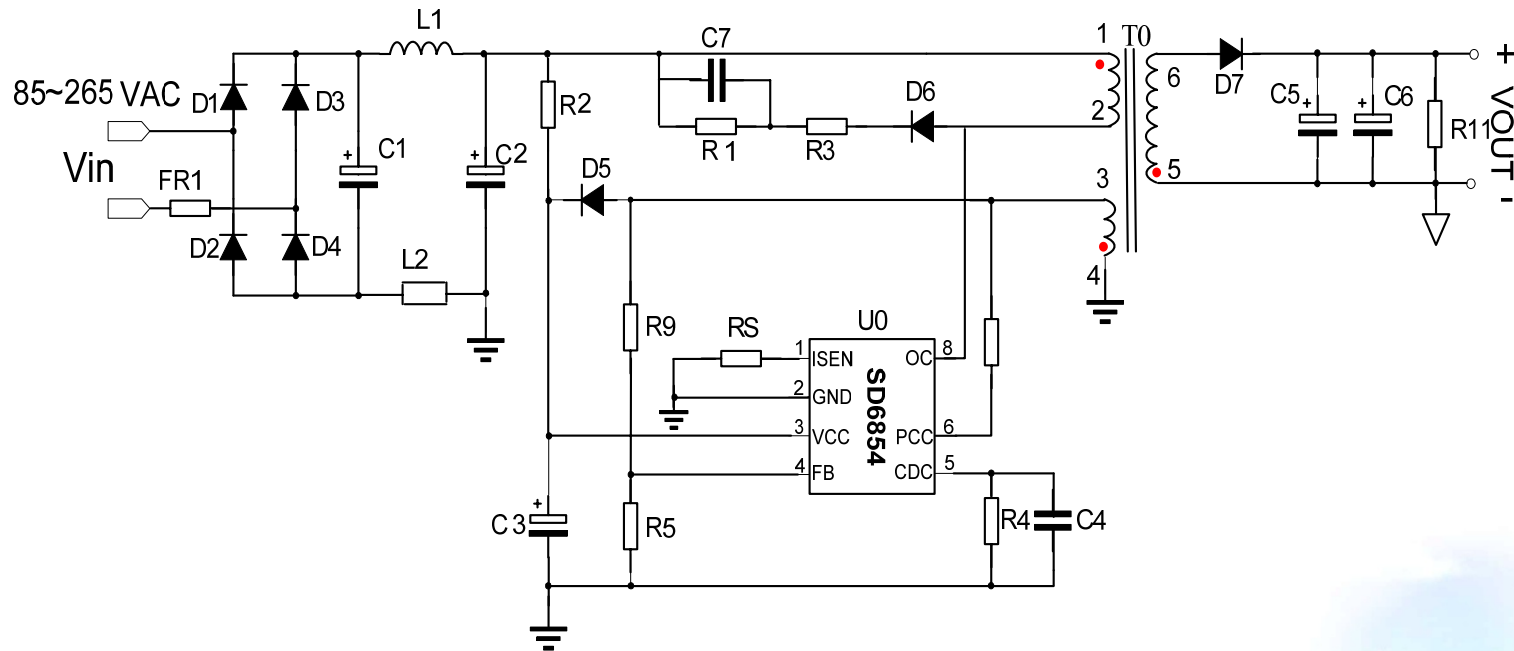 L1
C7
1 T0
85~265 VAC
D1
D3
R2
D6
D7
6
C5
C6
+
VOUT
-
R11
2
Vin
FR1
+
C1
+
C2
R1
R3
D5
3
5
D2
D4
L2
4
R9
RS
U0
1
ISEN
OC
8
2
GND
SD6854
3
VCC
PCC
6
4
FB
CDC
5
+
C3
R5
R4
C4
+
+